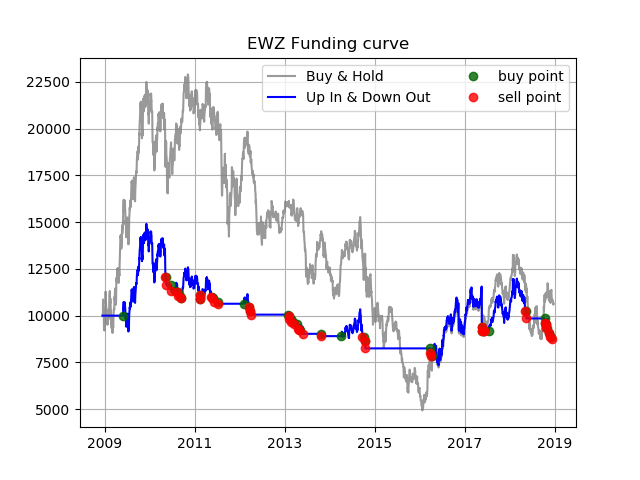 EWZ Funding curve
Buy & Hold
Up In & Down Out
buy point
sell point
22500
20000
17500
15000
12500
10000
7500
5000
2009 2011 2013 2015 2017 2019